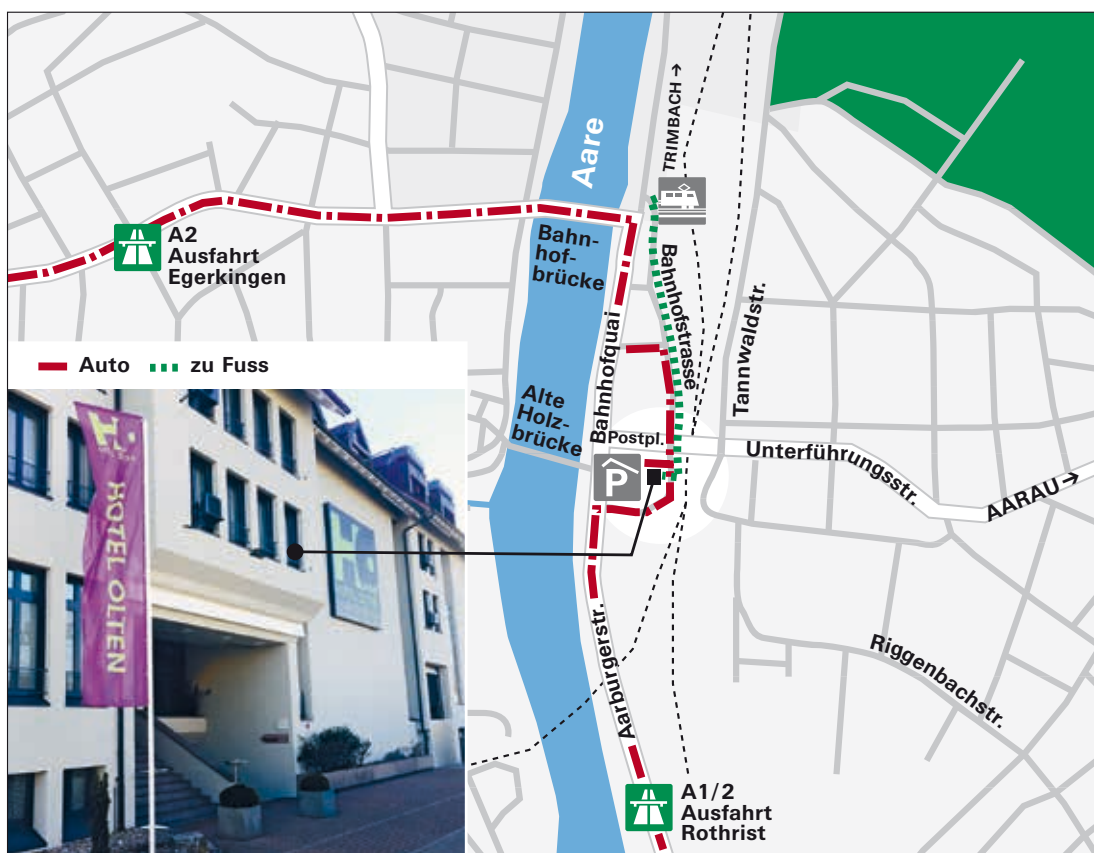 Aare
TRIMBACH →
A2
Ausfahrt
Egerkingen
Bahn-
hof-
brücke
Bahnhofstrasse
Bahnhofquai
Tannwaldstr.
Auto
zu Fuss
Alte
Holz-
brücke
Postpl.
P
Unterführungsstr.
AARAU →
HOTEL OLTEN
Aarburgerstr.
Riggenbachstr.
A1/2
Ausfahrt
Rothrist